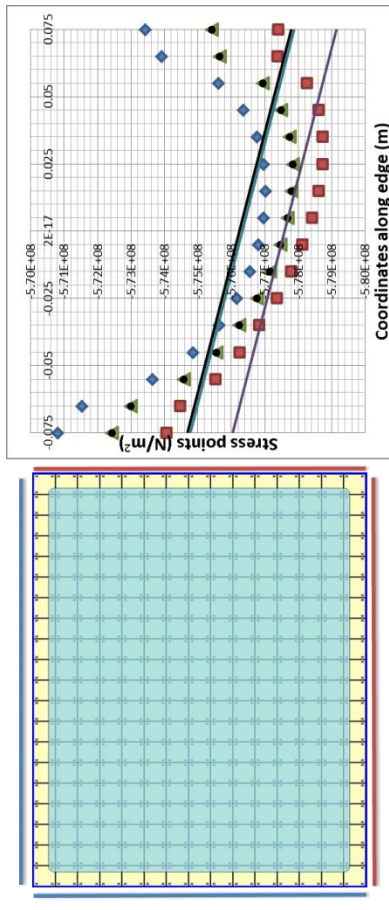 -0.075
-0.05
-0.025
2E-17
0.025
0.05
0.075
-5.70E+08
-5.71E+08
-5.72E+08
-5.73E+08
-5.74E+08
-5.75E+08
-5.76E+08
-5.77E+08
-5.78E+08
-5.79E+08
-5.80E+08
Stress points (N/m²)
Coordinates along edge (m)